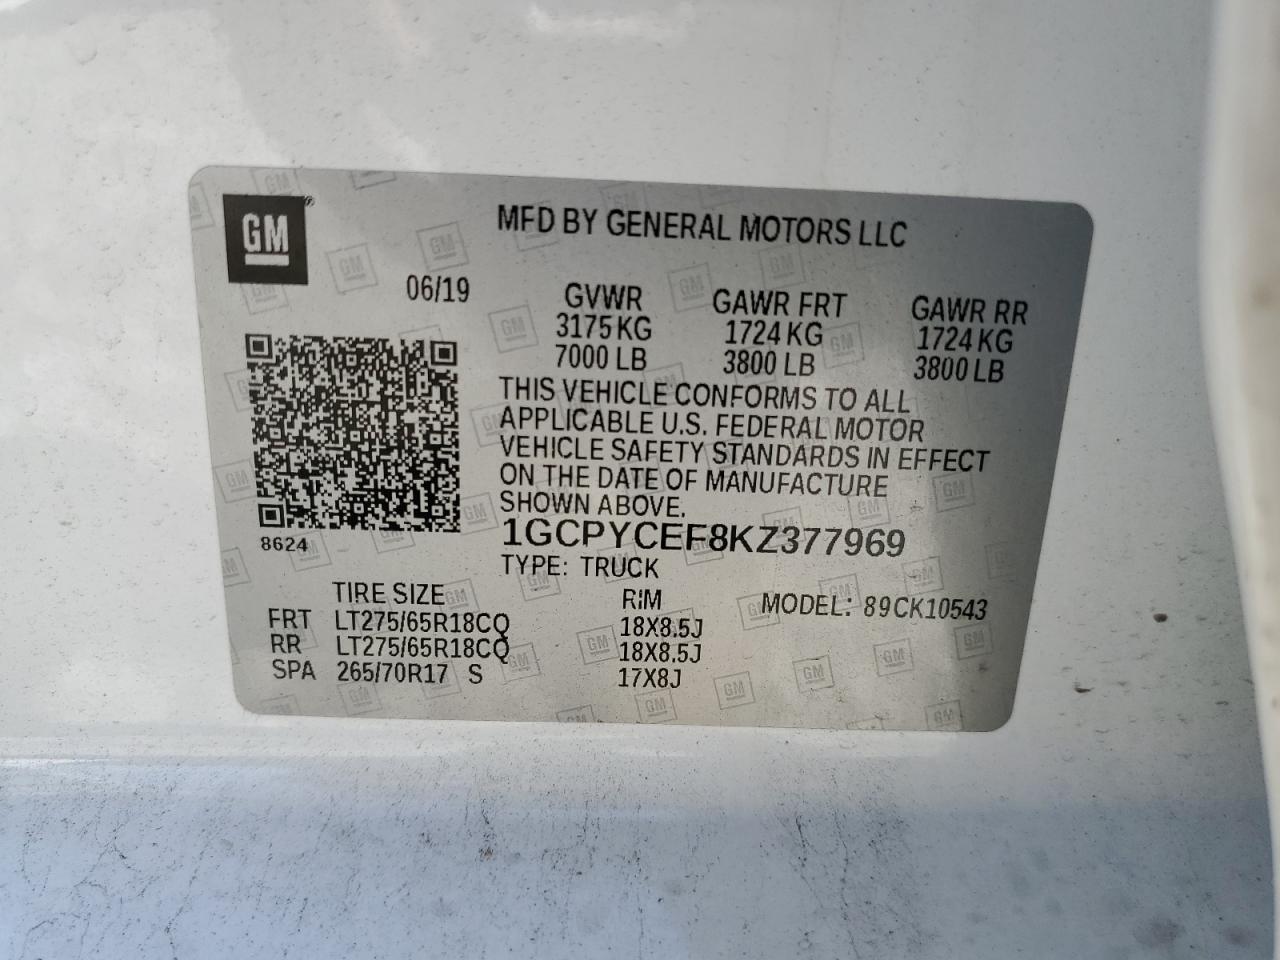 GM®
MFD BY GENERAL MOTORS LLC
06/19
GVWR GAWR FRT GAWR RR
3175 KG 1724 KG 1724 KG
7000 LB 3800 LB 3800 LB
THIS VEHICLE CONFORMS TO ALL
APPLICABLE U.S. FEDERAL MOTOR
VEHICLE SAFETY STANDARDS IN EFFECT
ON THE DATE OF MANUFACTURE
SHOWN ABOVE.
8624
1GCPYCEF8KZ377969
TYPE: TRUCK
TIRE SIZE RIM MODEL: 89CK10543
FRT LT275/65R18CQ 18X8.5J
RR LT275/65R18CQ 18X8.5J
SPA 265/70R17 S 17X8J